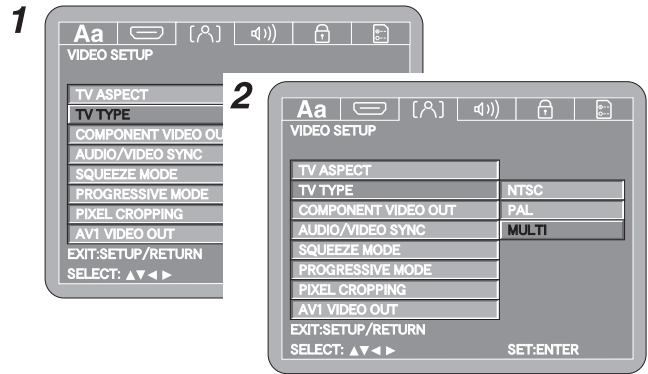 1
Aa
VIDEO SETUP
TV ASPECT
TV TYPE
COMPONENT VIDEO OU
AUDIO/VIDEO SYNC
SQUEEZE MODE
PROGRESSIVE MODE
PIXEL CROPPING
AV1 VIDEO OUT
EXIT:SETUP/RETURN
SELECT: ▲▼◄►
2
Aa
VIDEO SETUP
TV ASPECT
TV TYPE NTSC
COMPONENT VIDEO OUT PAL
AUDIO/VIDEO SYNC MULTI
SQUEEZE MODE
PROGRESSIVE MODE
PIXEL CROPPING
AV1 VIDEO OUT
EXIT:SETUP/RETURN
SELECT: ▲▼◄► SET:ENTER